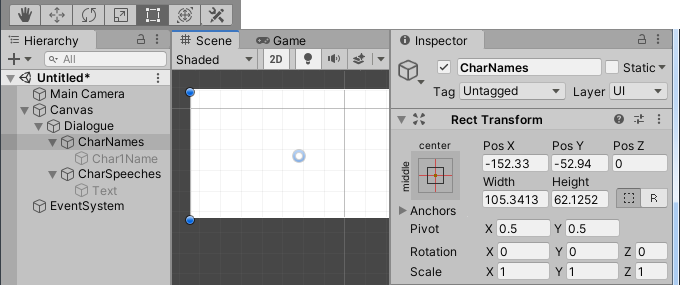 Hierarchy
All
Untitled*
Main Camera
Canvas
Dialogue
CharNames
Char1Name
CharSpeeches
Text
EventSystem
Scene Game
Shaded 2D
Inspector
CharNames Static
Tag Untagged Layer UI
Rect Transform
center
middle
Pos X Pos Y Pos Z
-152.33 -52.94 0
Width Height
105.3413 62.1252 R
Anchors
Pivot X 0.5 Y 0.5
Rotation X 0 Y 0 Z 0
Scale X 1 Y 1 Z 1